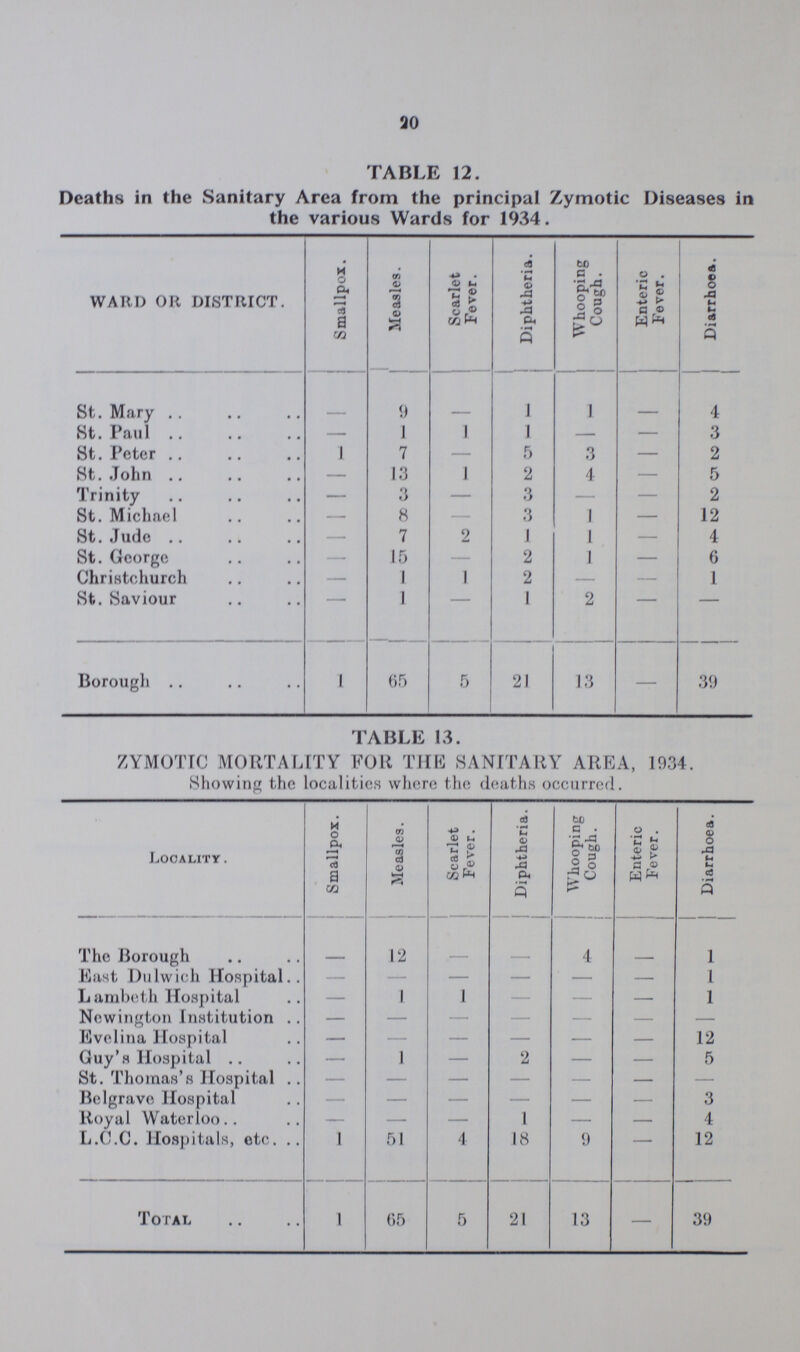 20
TABLE 12.
Deaths in the Sanitary Area from the principal Zymotic Diseases in
the various Wards for 1934.
WARD OR DISTRICT. Smallpox. Measles. Scarlet Fever. Diphtheria. Whooping Cough. Enteric Fever. Diarrhoea.
St. Mary .. .. .. — 9 — 1 1 — 4
St. Paul .. .. .. — 1 1 1 — — 3
St. Peter .. .. .. 1 7 — 5 3 — 2
St. John .. .. .. — 13 1 2 4 — 5
Trinity .. .. .. — 3 — 3 — — 2
St. Michael .. .. — 8 — 3 1 — 12
St. Jude .. .. .. — 7 2 1 1 — 4
St. George .. .. — 15 — 2 1 — 6
Christchurch .. .. — 1 1 2 — — 1
St. Saviour .. .. — 1 — 1 2 — —
Borough .. .. .. 1 65 5 21 13 — 39
TABLE 13.
ZYMOTIC MORTALITY FOR THE SANITARY AREA, 1934.
Showing the localities where the deaths occurred.
LOCALITY. Smallpox. Measles. Scarlet Fever. Diphtheria. Whooping Cough. Enteric Fever. Diarrhoea.
The Borough .. .. — 12 — — 4 — 1
East Dulwich Hospital.. — — — — — — 1
Lambeth Hospital .. — 1 1 — — — 1
Newington Institution .. — — — — — — —
Evelina Hospital .. — — — — — — 12
Guy's Hospital .. .. — 1 — 2 — — 5
St. Thomas's Hospital .. — — — — — — —
Belgrave Hospital .. — — — — — — 3
Royal Waterloo.. .. — — — 1 — — 4
L.C.C. Hospitals, etc. .. 1 51 4 18 9 — 12
TOTAL .. .. 1 65 5 21 13 — 39